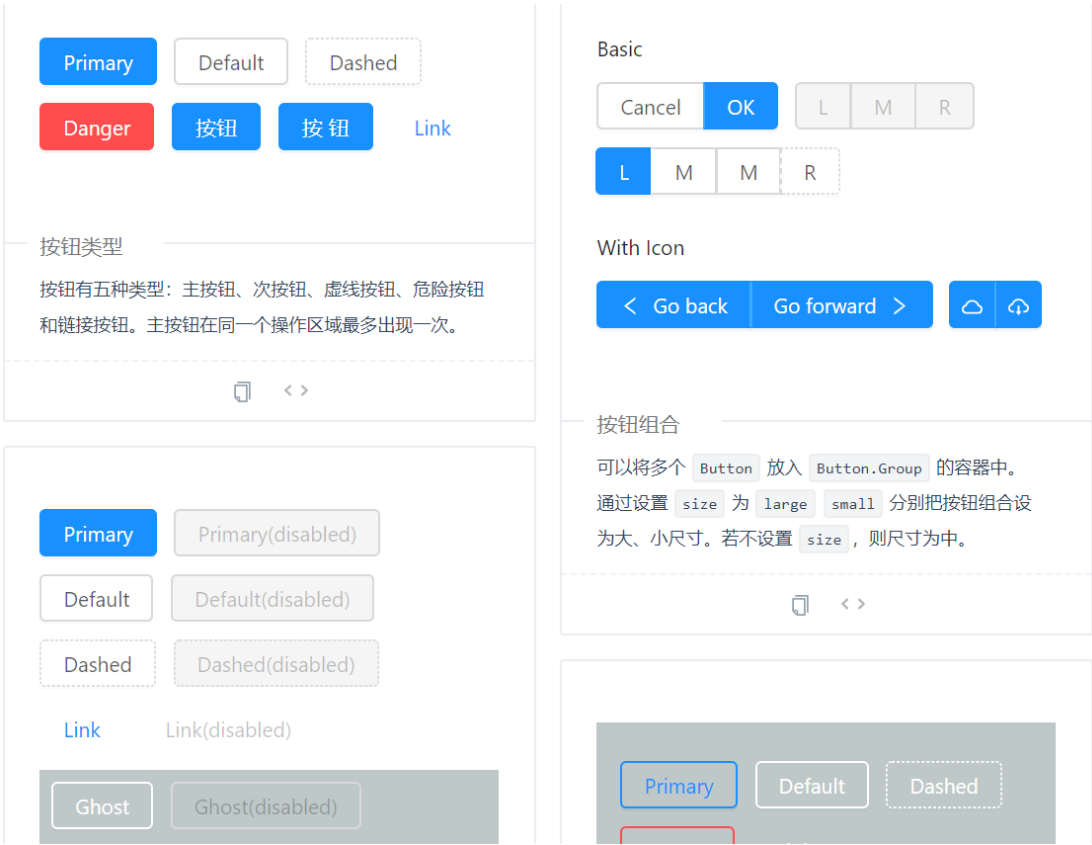 Primary Default Dashed
Danger 按钮 按 钮 Link
按钮类型
按钮有五种类型：主按钮、次按钮、虚线按钮、危险按钮
和链接按钮。主按钮在同一个操作区域最多出现一次。
Primary Primary(disabled)
Default Default(disabled)
Dashed Dashed(disabled)
Link Link(disabled)
Ghost Ghost(disabled)
Basic
Cancel OK L M R
L M M R
With Icon
Go back Go forward
按钮组合
可以将多个 Button 放入 Button.Group 的容器中。
通过设置 size 为 large small 分别把按钮组合设
为大、小尺寸。若不设置 size ，则尺寸为中。
Primary Default Dashed